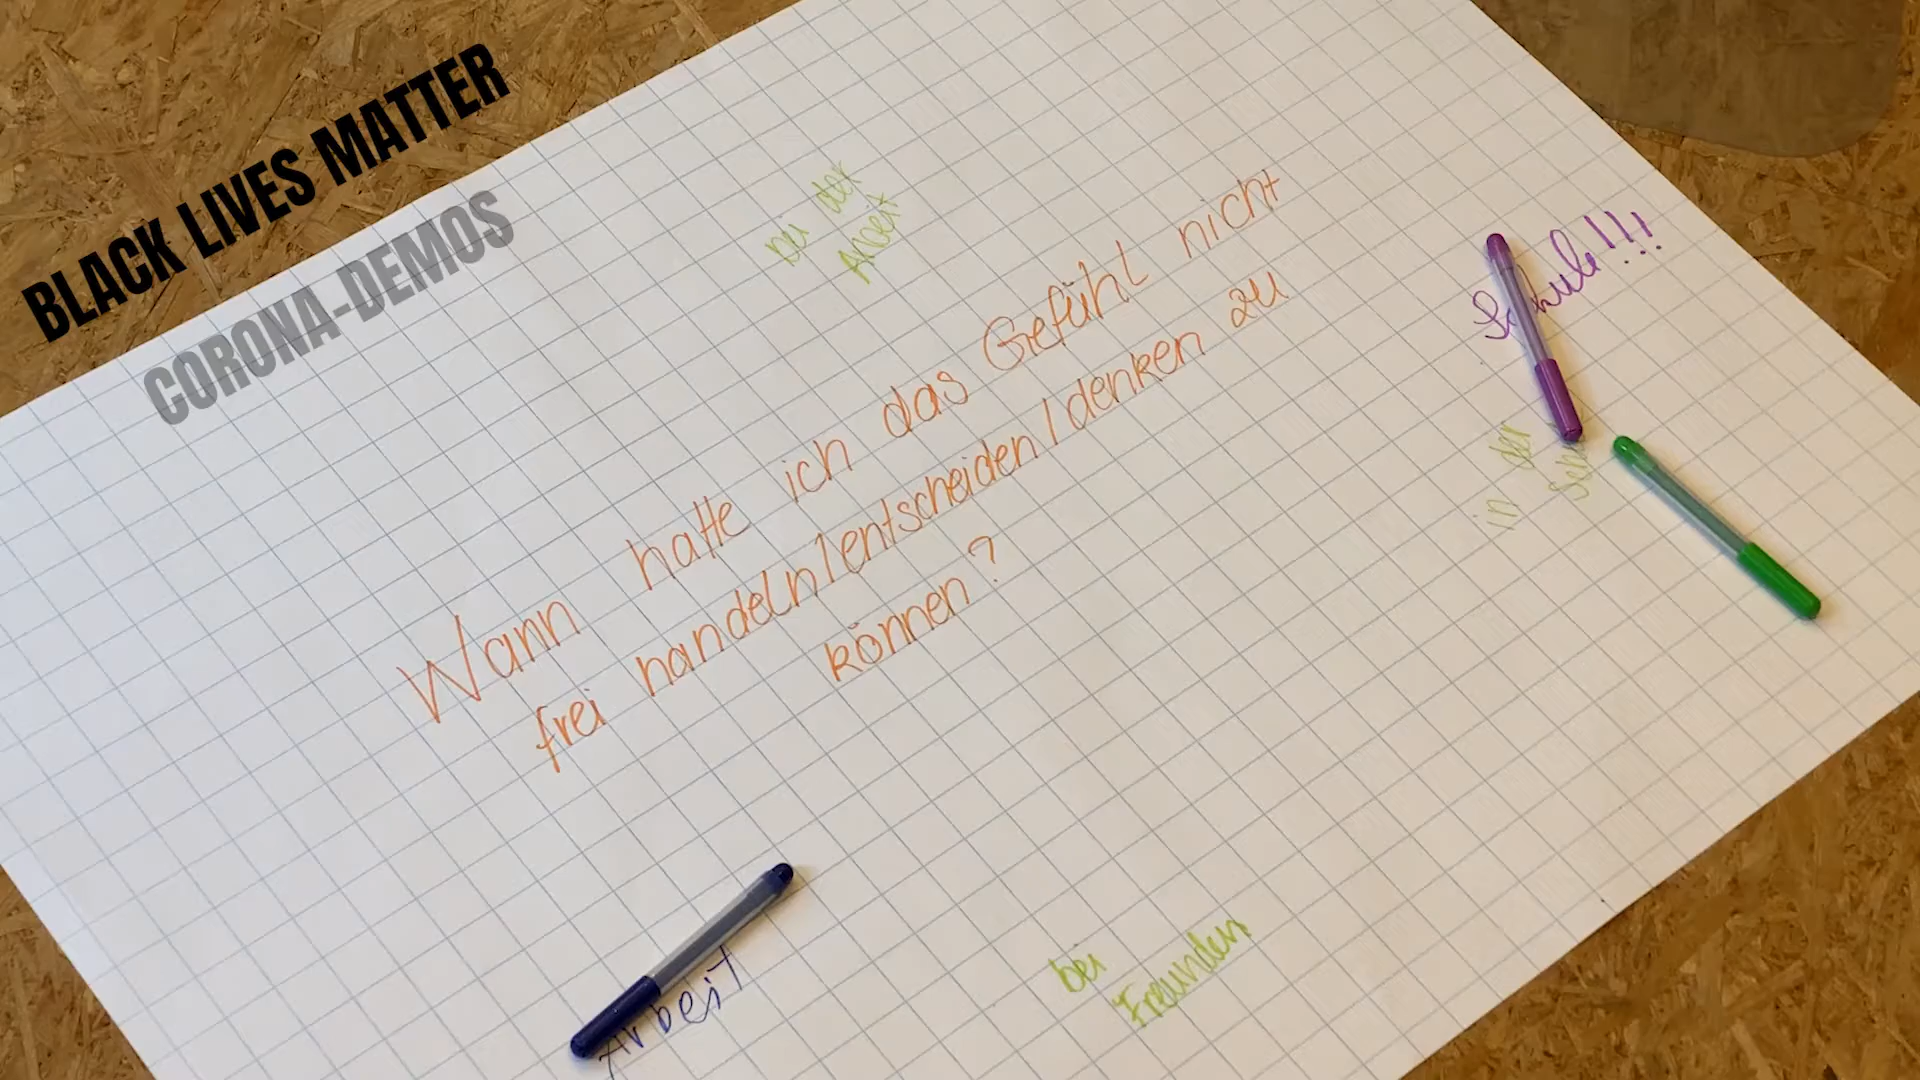 BLACK LIVES MATTER
CORONA-DEMOS
bei der
Arbeit
Wann hatte ich das Gefühl nicht
frei handeln/entscheiden/denken zu
können?
Schule!!!
in der
Arbeit
bei
Freunden